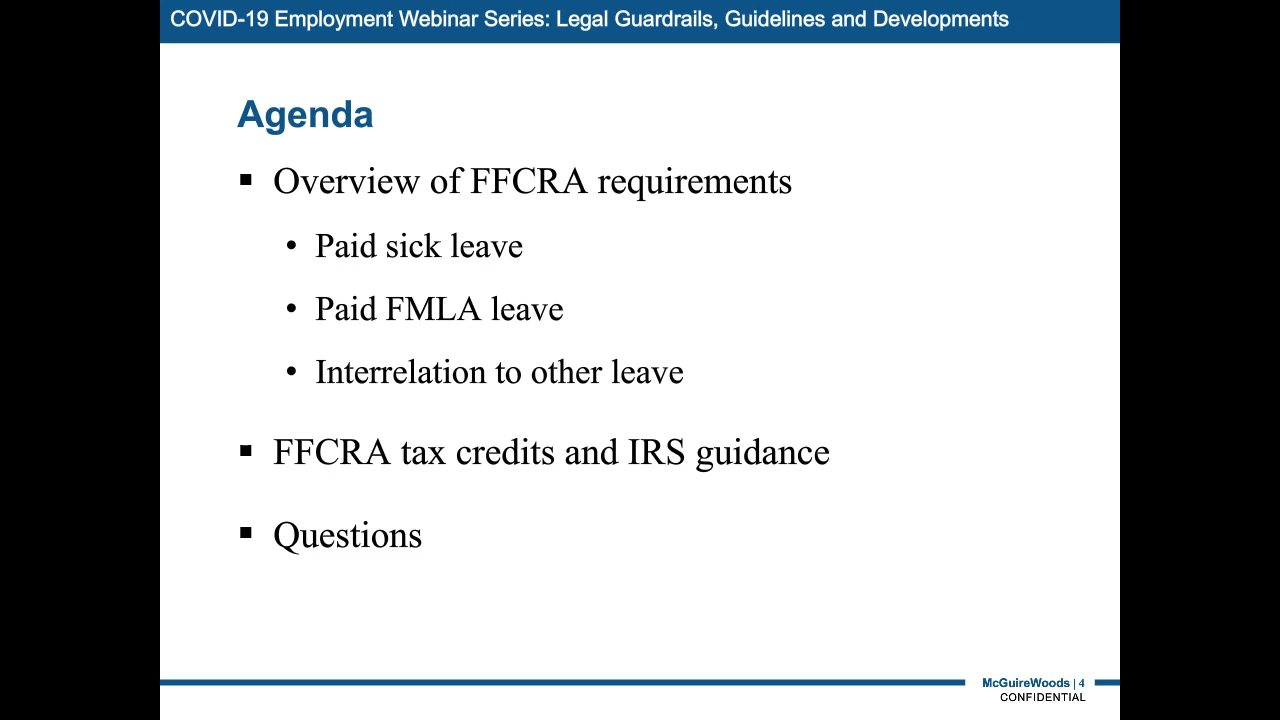 COVID-19 Employment Webinar Series: Legal Guardrails, Guidelines and Developments
Agenda
▪ Overview of FFCRA requirements
• Paid sick leave
• Paid FMLA leave
• Interrelation to other leave
▪ FFCRA tax credits and IRS guidance
▪ Questions
McGuireWoods | 4
CONFIDENTIAL